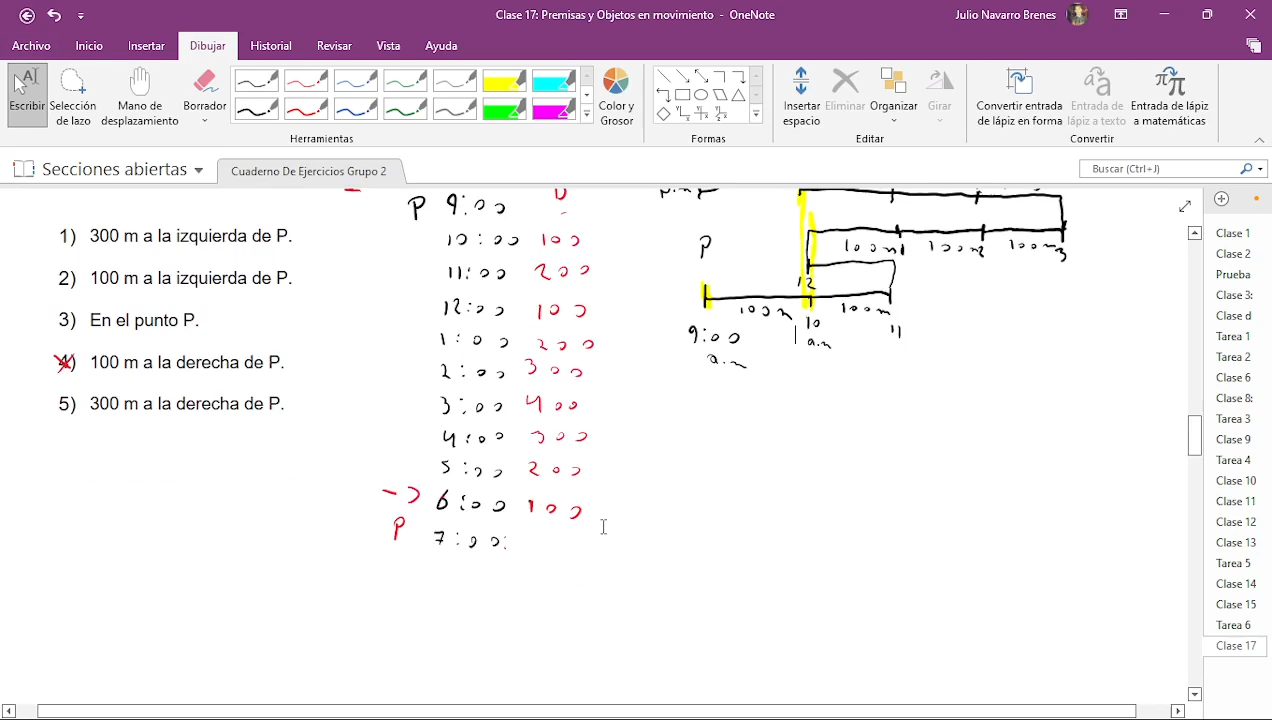 Clase 17: Premisas y Objetos en movimiento - OneNote
Julio Navarro Brenes
Archivo Inicio Insertar Dibujar Historial Revisar Vista Ayuda
Escribir
Selección de lazo
Mano de desplazamiento
Borrador
Color y Grosor
Insertar espacio
Eliminar
Organizar
Girar
Convertir entrada de lápiz en forma
Entrada de lápiz a texto
Entrada de lápiz a matemáticas
Herramientas
Formas
Editar
Convertir
Secciones abiertas
Cuaderno De Ejercicios Grupo 2
Buscar (Ctrl+J)
1) 300 m a la izquierda de P.
2) 100 m a la izquierda de P.
3) En el punto P.
4) 100 m a la derecha de P.
5) 300 m a la derecha de P.
P 9:00
10:00 100
11:00 200
12:00 100
1:00 200
2:00 300
3:00 400
4:00 300
5:00 200
6:00 100
P 7:00:
P
100m 1 100m 2 100m 3
12
100m 100m
9:00 a.m
10 a.m
11
Clase 1
Clase 2
Prueba
Clase 3:
Clase d
Tarea 1
Tarea 2
Clase 6
Clase 8:
Tarea 3
Clase 9
Tarea 4
Clase 10
Clase 11
Clase 12
Clase 13
Tarea 5
Clase 14
Clase 15
Tarea 6
Clase 17